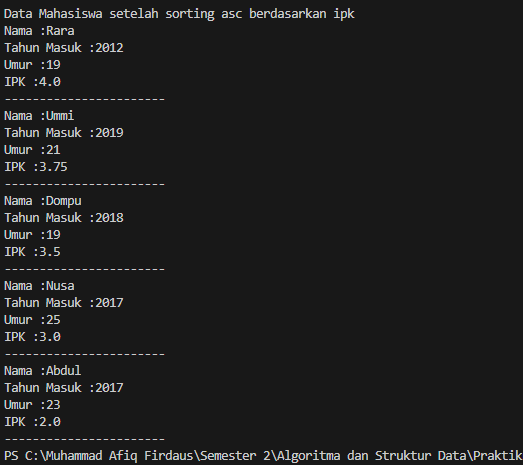 Data Mahasiswa setelah sorting asc berdasarkan ipk
Nama :Rara
Tahun Masuk :2012
Umur :19
IPK :4.0
-----------------------
Nama :Ummi
Tahun Masuk :2019
Umur :21
IPK :3.75
-----------------------
Nama :Dompu
Tahun Masuk :2018
Umur :19
IPK :3.5
-----------------------
Nama :Nusa
Tahun Masuk :2017
Umur :25
IPK :3.0
-----------------------
Nama :Abdul
Tahun Masuk :2017
Umur :23
IPK :2.0
-----------------------
PS C:\Muhammad Afiq Firdaus\Semester 2\Algoritma dan Struktur Data\Praktik